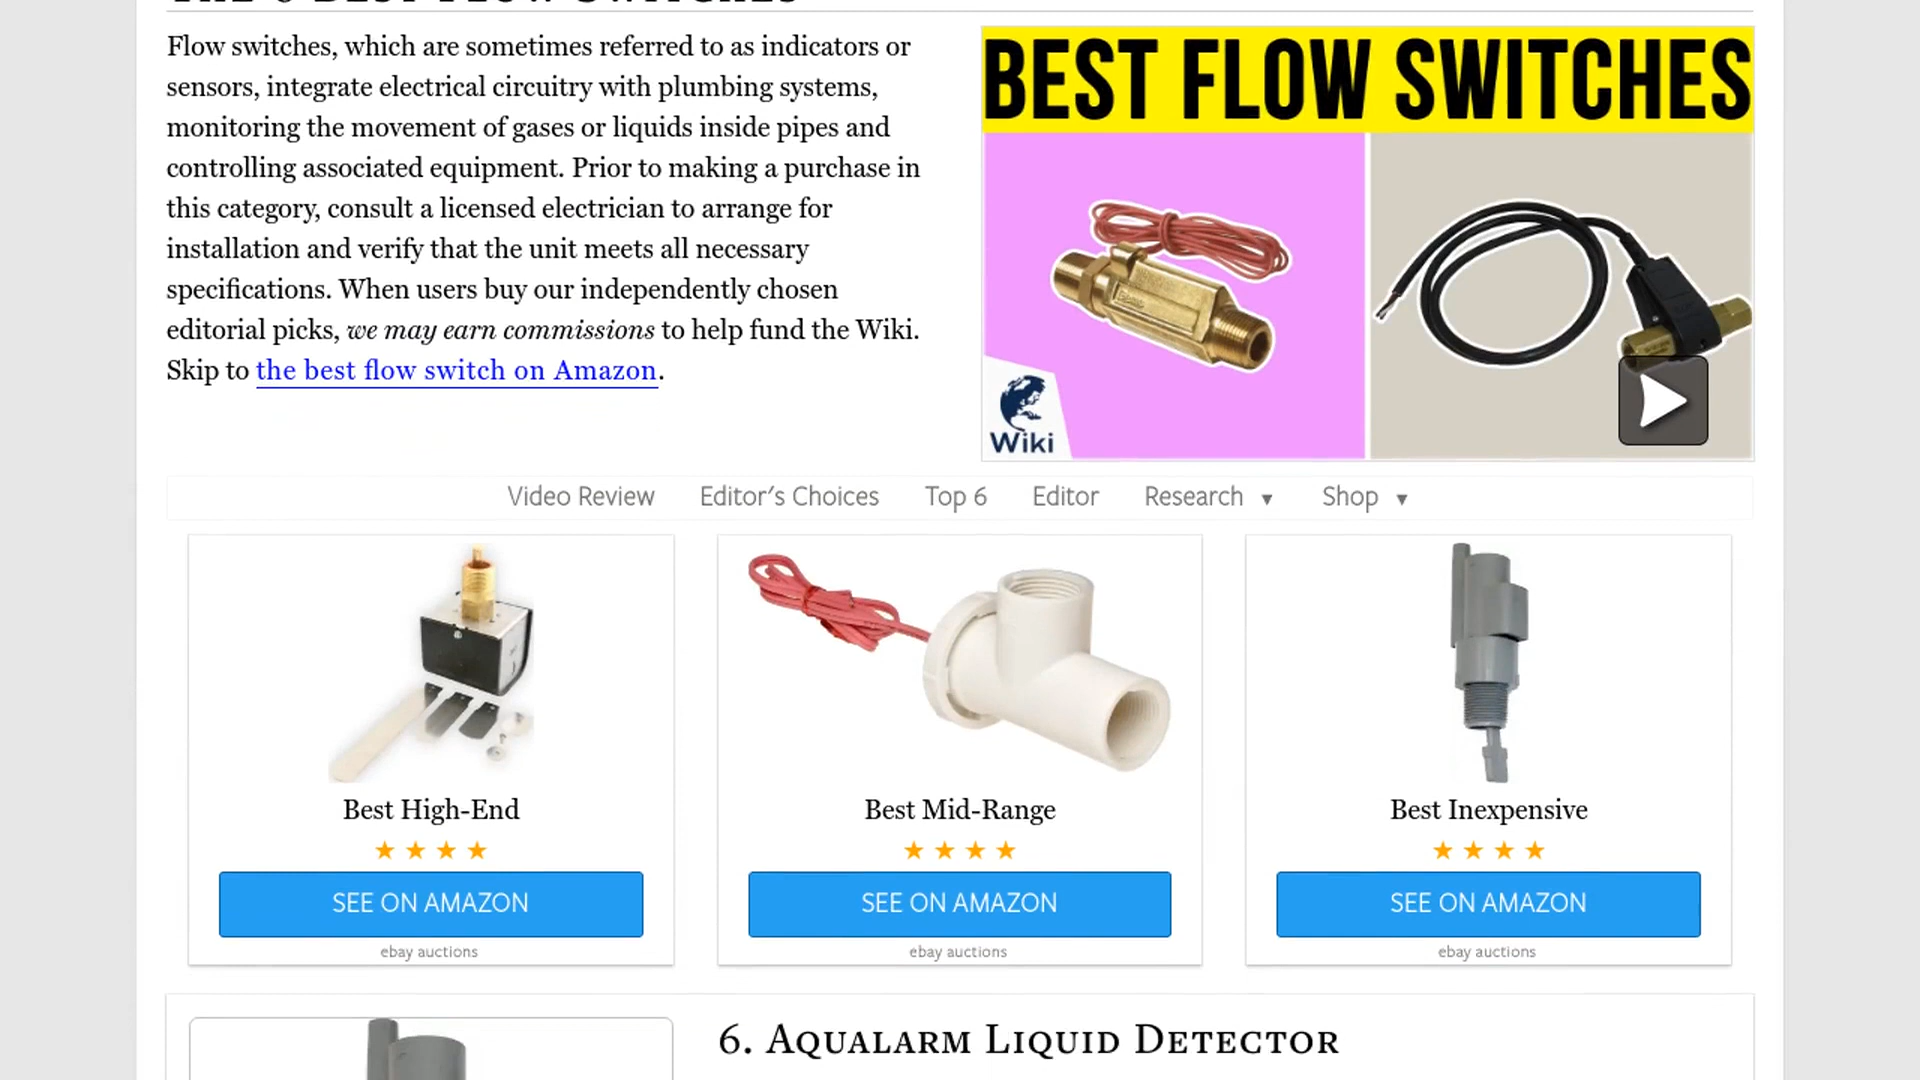 THE 6 BEST FLOW SWITCHES
Flow switches, which are sometimes referred to as indicators or
sensors, integrate electrical circuitry with plumbing systems,
monitoring the movement of gases or liquids inside pipes and
controlling associated equipment. Prior to making a purchase in
this category, consult a licensed electrician to arrange for
installation and verify that the unit meets all necessary
specifications. When users buy our independently chosen
editorial picks, we may earn commissions to help fund the Wiki.
Skip to the best flow switch on Amazon.
BEST FLOW SWITCHES
Wiki
Video Review Editor's Choices Top 6 Editor Research ▼ Shop ▼
Best High-End
SEE ON AMAZON
ebay auctions
Best Mid-Range
SEE ON AMAZON
ebay auctions
Best Inexpensive
SEE ON AMAZON
ebay auctions
6. Aqualarm Liquid Detector